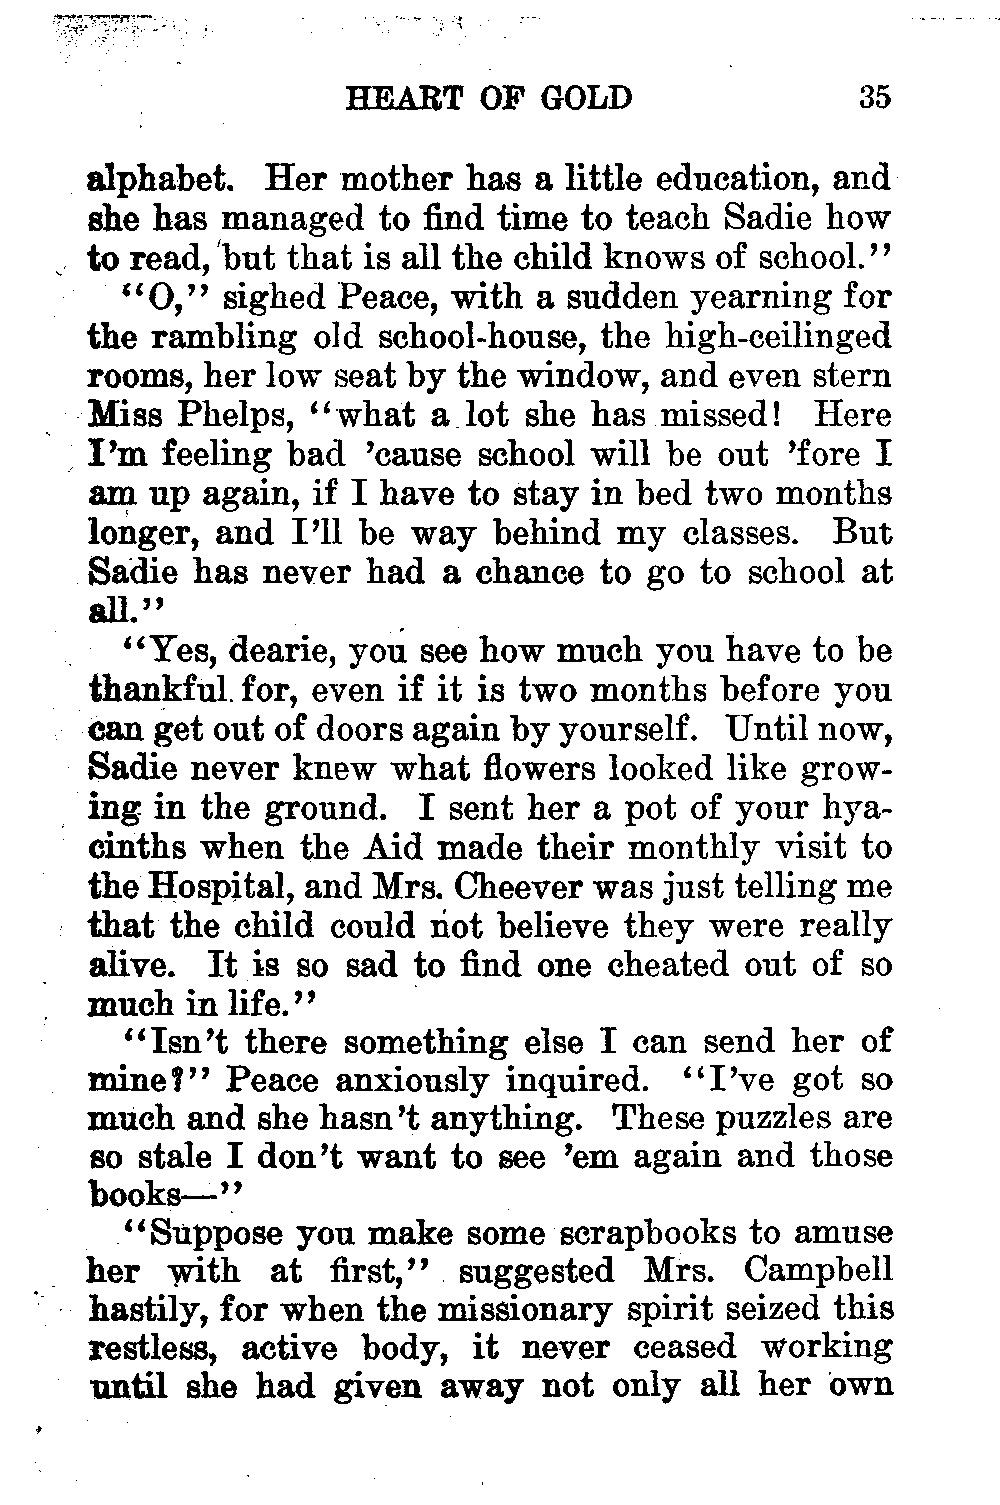 HEART OF GOLD 35
alphabet. Her mother has a little education, and
she has managed to find time to teach Sadie how
to read, but that is all the child knows of school.”
“O,” sighed Peace, with a sudden yearning for
the rambling old school-house, the high-ceilinged
rooms, her low seat by the window, and even stern
Miss Phelps, “what a lot she has missed! Here
I’m feeling bad ’cause school will be out ’fore I
am up again, if I have to stay in bed two months
longer, and I’ll be way behind my classes. But
Sadie has never had a chance to go to school at
all.”
“Yes, dearie, you see how much you have to be
thankful for, even if it is two months before you
can get out of doors again by yourself. Until now,
Sadie never knew what flowers looked like grow-
ing in the ground. I sent her a pot of your hya-
cinths when the Aid made their monthly visit to
the Hospital, and Mrs. Cheever was just telling me
that the child could not believe they were really
alive. It is so sad to find one cheated out of so
much in life.”
“Isn’t there something else I can send her of
mine?” Peace anxiously inquired. “I’ve got so
much and she hasn’t anything. These puzzles are
so stale I don’t want to see ’em again and those
books—”
“Suppose you make some scrapbooks to amuse
her with at first,” suggested Mrs. Campbell
hastily, for when the missionary spirit seized this
restless, active body, it never ceased working
until she had given away not only all her own